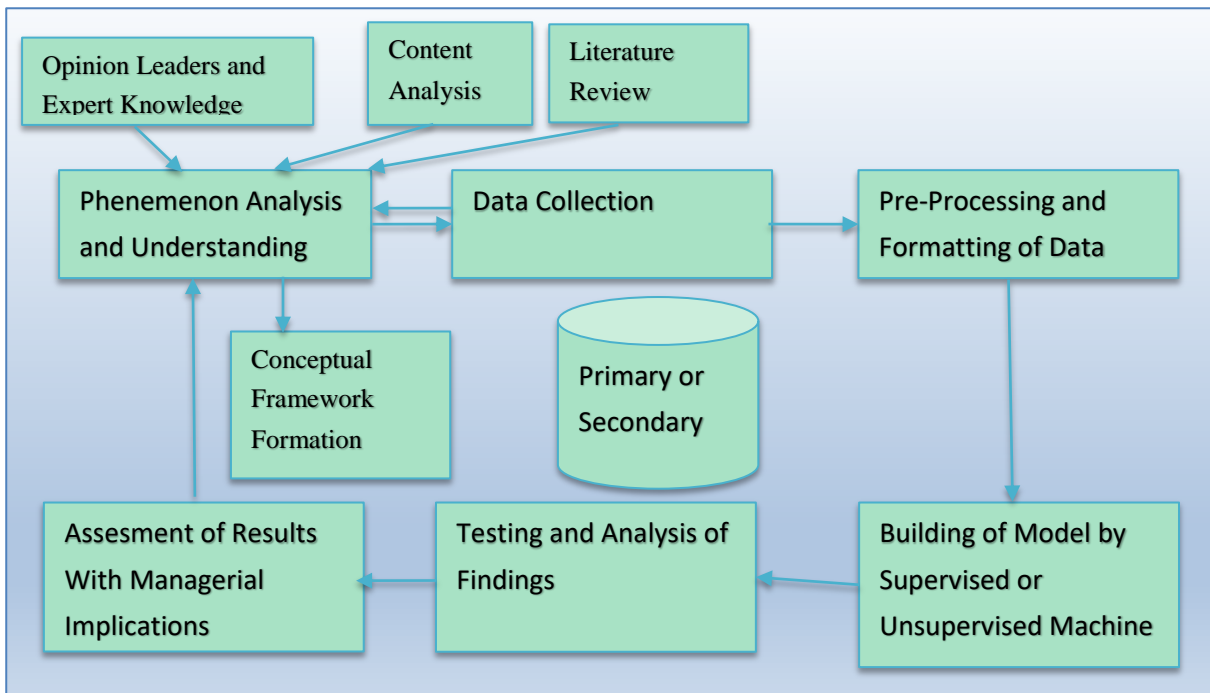 Opinion Leaders and
Expert Knowledge
Content
Analysis
Literature
Review
Phenemenon Analysis
and Understanding
Data Collection
Pre-Processing and
Formatting of Data
Conceptual
Framework
Formation
Primary or
Secondary
Assesment of Results
With Managerial
Implications
Testing and Analysis of
Findings
Building of Model by
Supervised or
Unsupervised Machine